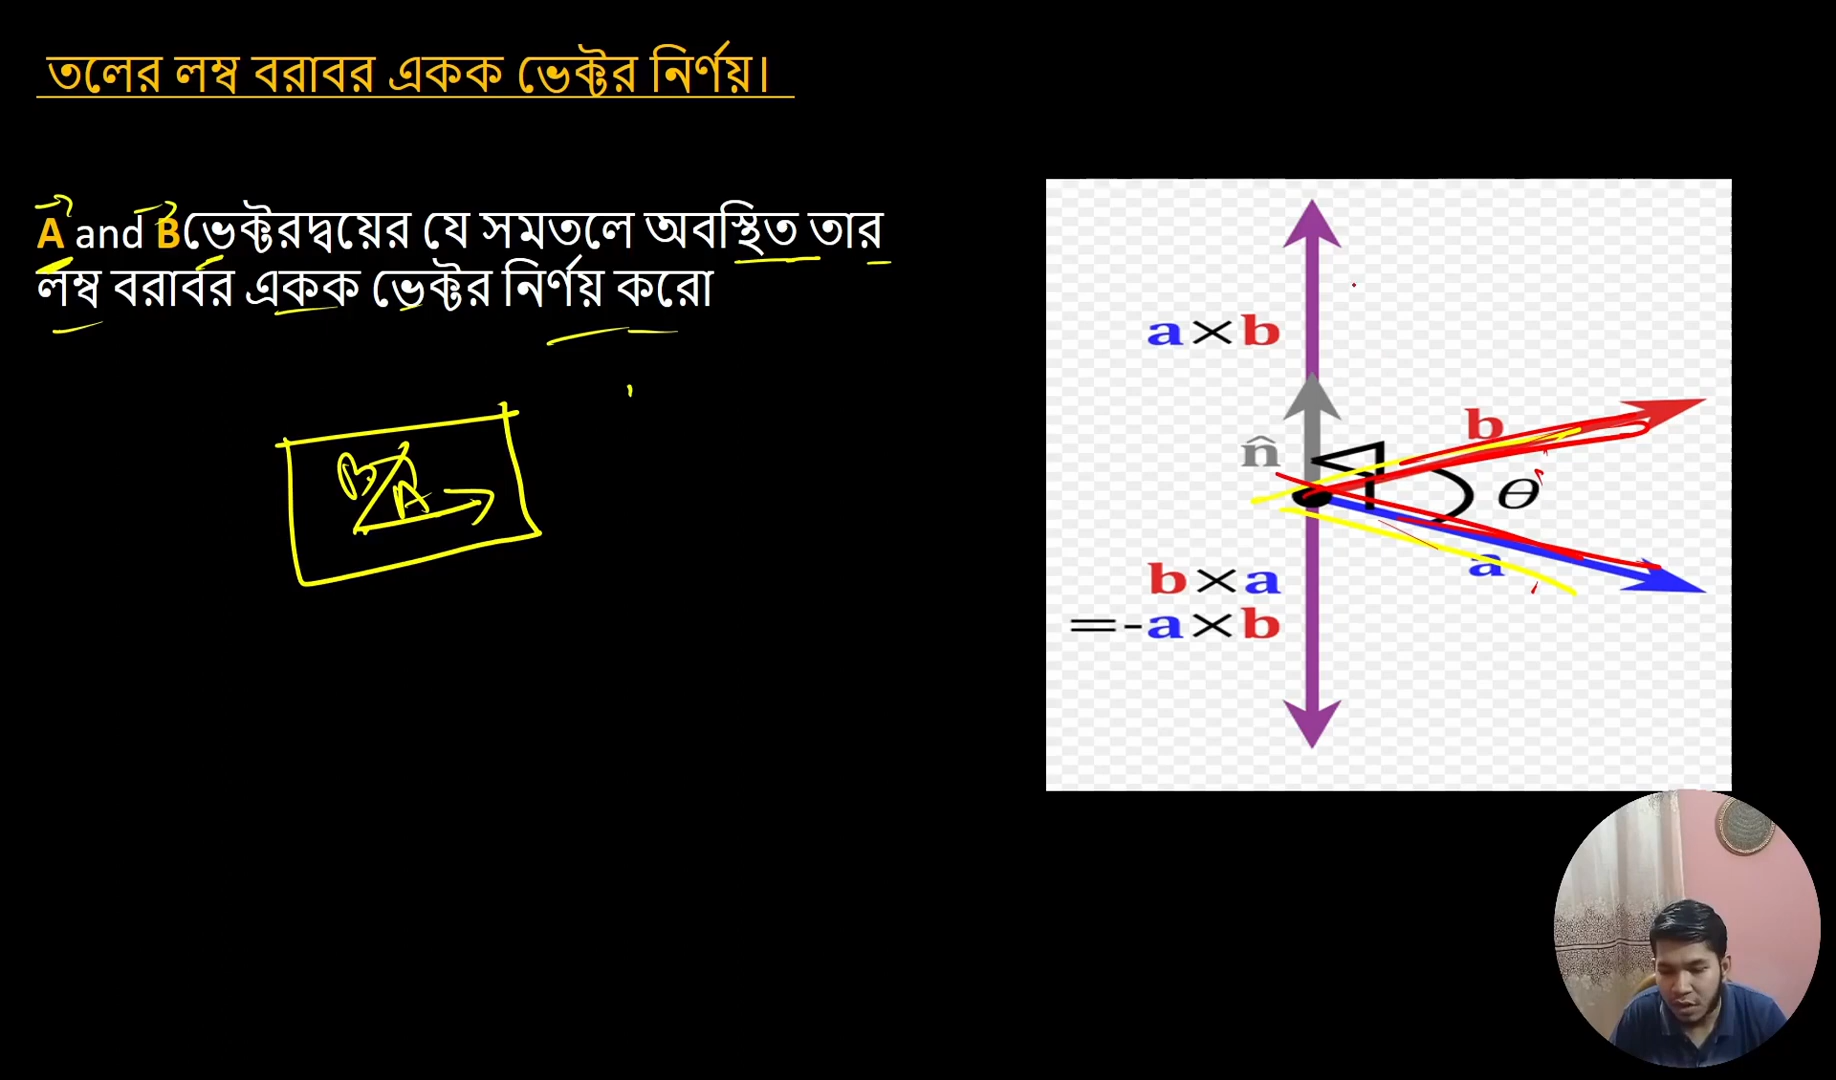 তলের লম্ব বরাবর একক ভেক্টর নির্ণয়।
A and Bভেক্টরদ্বয়ের যে সমতলে অবস্থিত তার
লম্ব বরাবর একক ভেক্টর নির্ণয় করো
B
A
a×b
n̂
b
θ
a
b×a
=-a×b